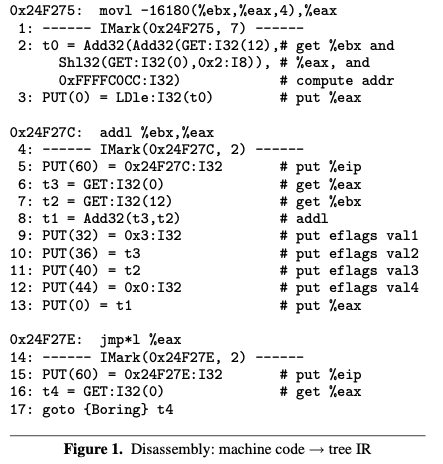 0x24F275:  movl -16180(%ebx,%eax,4),%eax
1: ------ IMark(0x24F275, 7) ------
2: t0 = Add32(Add32(GET:I32(12),# get %ebx and
Shl32(GET:I32(0),0x2:I8)), # %eax, and
0xFFFFC0CC:I32)          # compute addr
3: PUT(0) = LDle:I32(t0)        # put %eax
0x24F27C:  addl %ebx,%eax
4: ------ IMark(0x24F27C, 2) ------
5: PUT(60) = 0x24F27C:I32       # put %eip
6: t3 = GET:I32(0)              # get %eax
7: t2 = GET:I32(12)             # get %ebx
8: t1 = Add32(t3,t2)            # addl
9: PUT(32) = 0x3:I32            # put eflags val1
10: PUT(36) = t3                 # put eflags val2
11: PUT(40) = t2                 # put eflags val3
12: PUT(44) = 0x0:I32            # put eflags val4
13: PUT(0) = t1                  # put %eax
0x24F27E:  jmp*l %eax
14: ------ IMark(0x24F27E, 2) ------
15: PUT(60) = 0x24F27E:I32       # put %eip
16: t4 = GET:I32(0)              # get %eax
17: goto {Boring} t4
Figure 1. Disassembly: machine code → tree IR